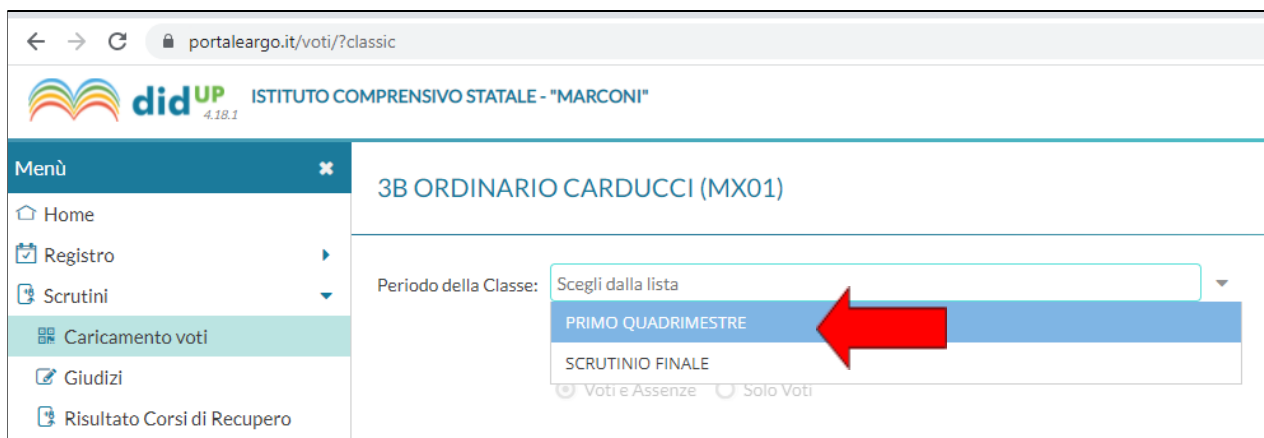 portaleargo.it/voti/?classic
didUP 4.18.1 ISTITUTO COMPRENSIVO STATALE - "MARCONI"
Menù
3B ORDINARIO CARDUCCI (MX01)
Home
Registro
Scrutini
Periodo della Classe: Scegli dalla lista
PRIMO QUADRIMESTRE
Caricamento voti
SCRUTINIO FINALE
Giudizi
Voti e Assenze Solo Voti
Risultato Corsi di Recupero